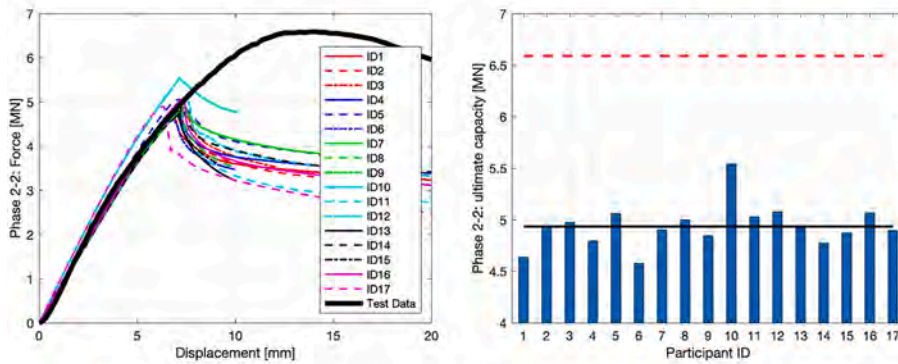 7
6
5
4
3
2
1
0
Phase 2-2: Force [MN]
0
5
10
15
20
Displacement [mm]
ID1
ID2
ID3
ID4
ID5
ID6
ID7
ID8
ID9
ID10
ID11
ID12
ID13
ID14
ID15
ID16
ID17
Test Data
7
6.5
6
5.5
5
4.5
4
Phase 2-2: ultimate capacity [MN]
1 2 3 4 5 6 7 8 9 10 11 12 13 14 15 16 17
Participant ID